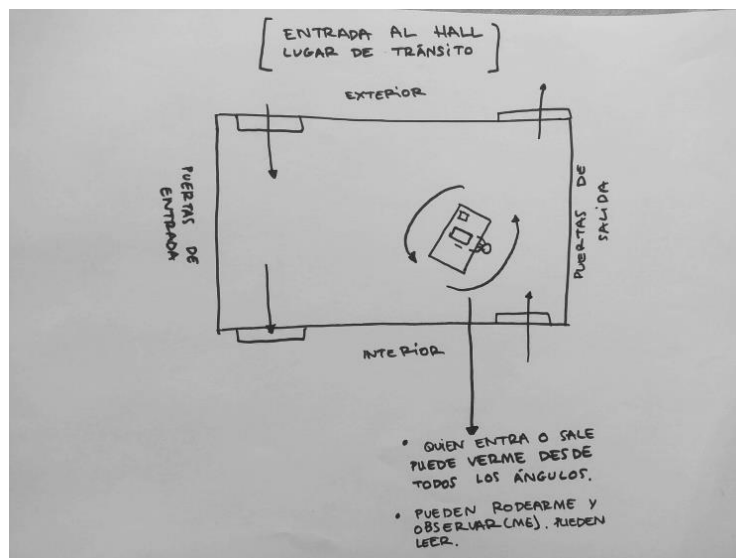 ENTRADA AL HALL
LUGAR DE TRÁNSITO
EXTERIOR
PUERTAS DE
ENTRADA
PUERTAS DE
SALIDA
INTERIOR
• QUIEN ENTRA O SALE
PUEDE VERME DESDE
TODOS LOS ÁNGULOS.
• PUEDEN RODEARME Y
OBSERVAR(ME). PUEDEN
LEER.